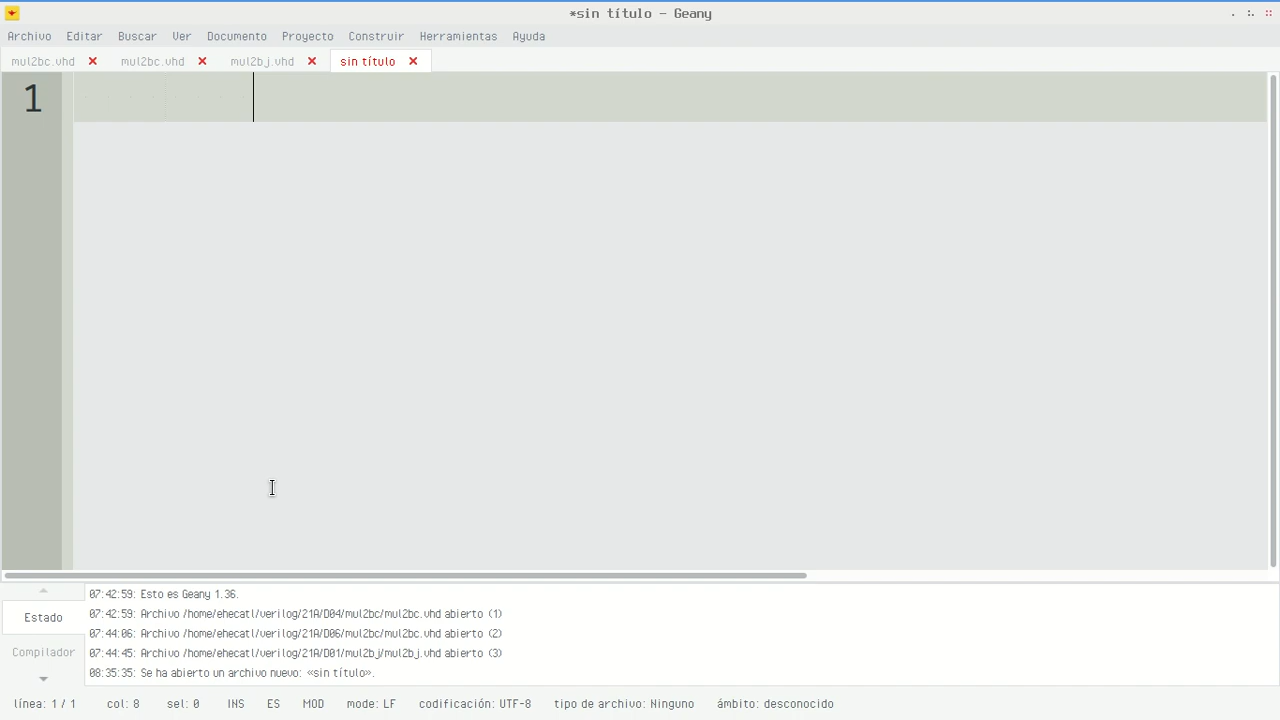 *sin título - Geany
Archivo Editar Buscar Ver Documento Proyecto Construir Herramientas Ayuda
mul2bc.vhd mul2bc.vhd mul2bj.vhd sin título
1
07:42:59: Esto es Geany 1.36.
07:42:59: Archivo /home/ehecatl/verilog/21A/D04/mul2bc/mul2bc.vhd abierto (1)
07:44:06: Archivo /home/ehecatl/verilog/21A/D06/mul2bc/mul2bc.vhd abierto (2)
07:44:45: Archivo /home/ehecatl/verilog/21A/D01/mul2bj/mul2bj.vhd abierto (3)
08:35:35: Se ha abierto un archivo nuevo: «sin título».
Estado
Compilador
línea: 1 / 1 col: 8 sel: 0 INS ES MOD mode: LF codificación: UTF-8 tipo de archivo: Ninguno ámbito: desconocido